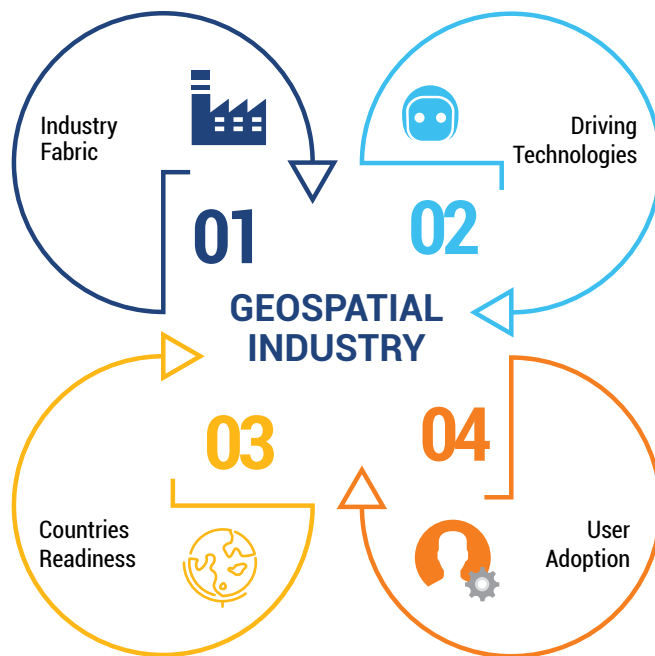 Industry
Fabric
01
Driving
Technologies
02
GEOSPATIAL
INDUSTRY
03
Countries
Readiness
04
User
Adoption